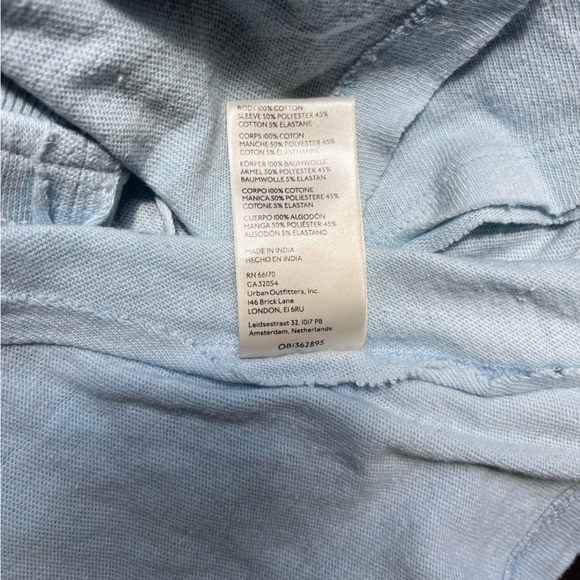 BODY 100% COTTON
SLEEVE 50% POLYESTER 45%
COTTON 5% ELASTANE
CORPS 100% COTON
MANCHE 50% POLYESTER 45%
COTON 5% ELASTHANNE
KÖRPER 100% BAUMWOLLE
ARMEL 50% POLYESTER 45%
BAUMWOLLE 5% ELASTAN
CORPO 100% COTONE
MANICA 50% POLIESTERE 45%
COTONE 5% ELASTAN
CUERPO 100% ALGODÓN
MANGA 50% POLIÉSTER 45%
ALGODÓN 5% ELASTANO
MADE IN INDIA
HECHO EN INDIA
RN 66170
CA 32054
Urban Outfitters, Inc.
146 Brick Lane
LONDON, E1 6RU
Leidsestraat 32, 1017 PB
Amsterdam, Netherlands
OB1362895